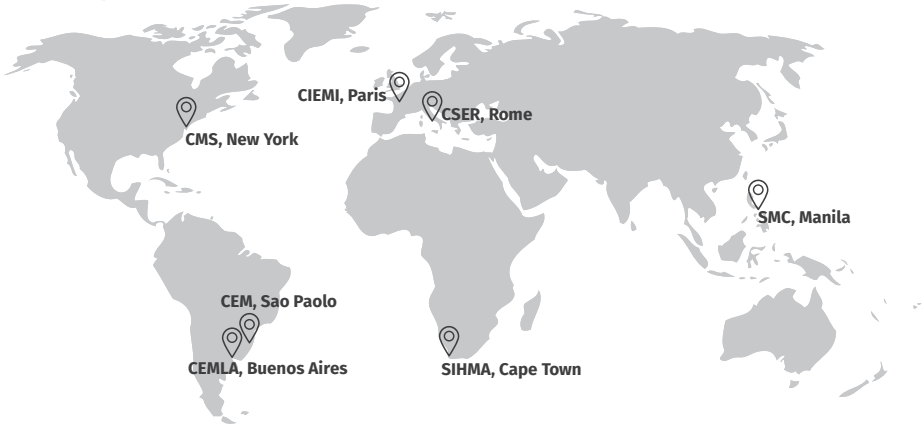 CIEMI, Paris
CSER, Rome
CMS, New York
SMC, Manila
CEM, Sao Paolo
CEMLA, Buenos Aires
SIHMA, Cape Town